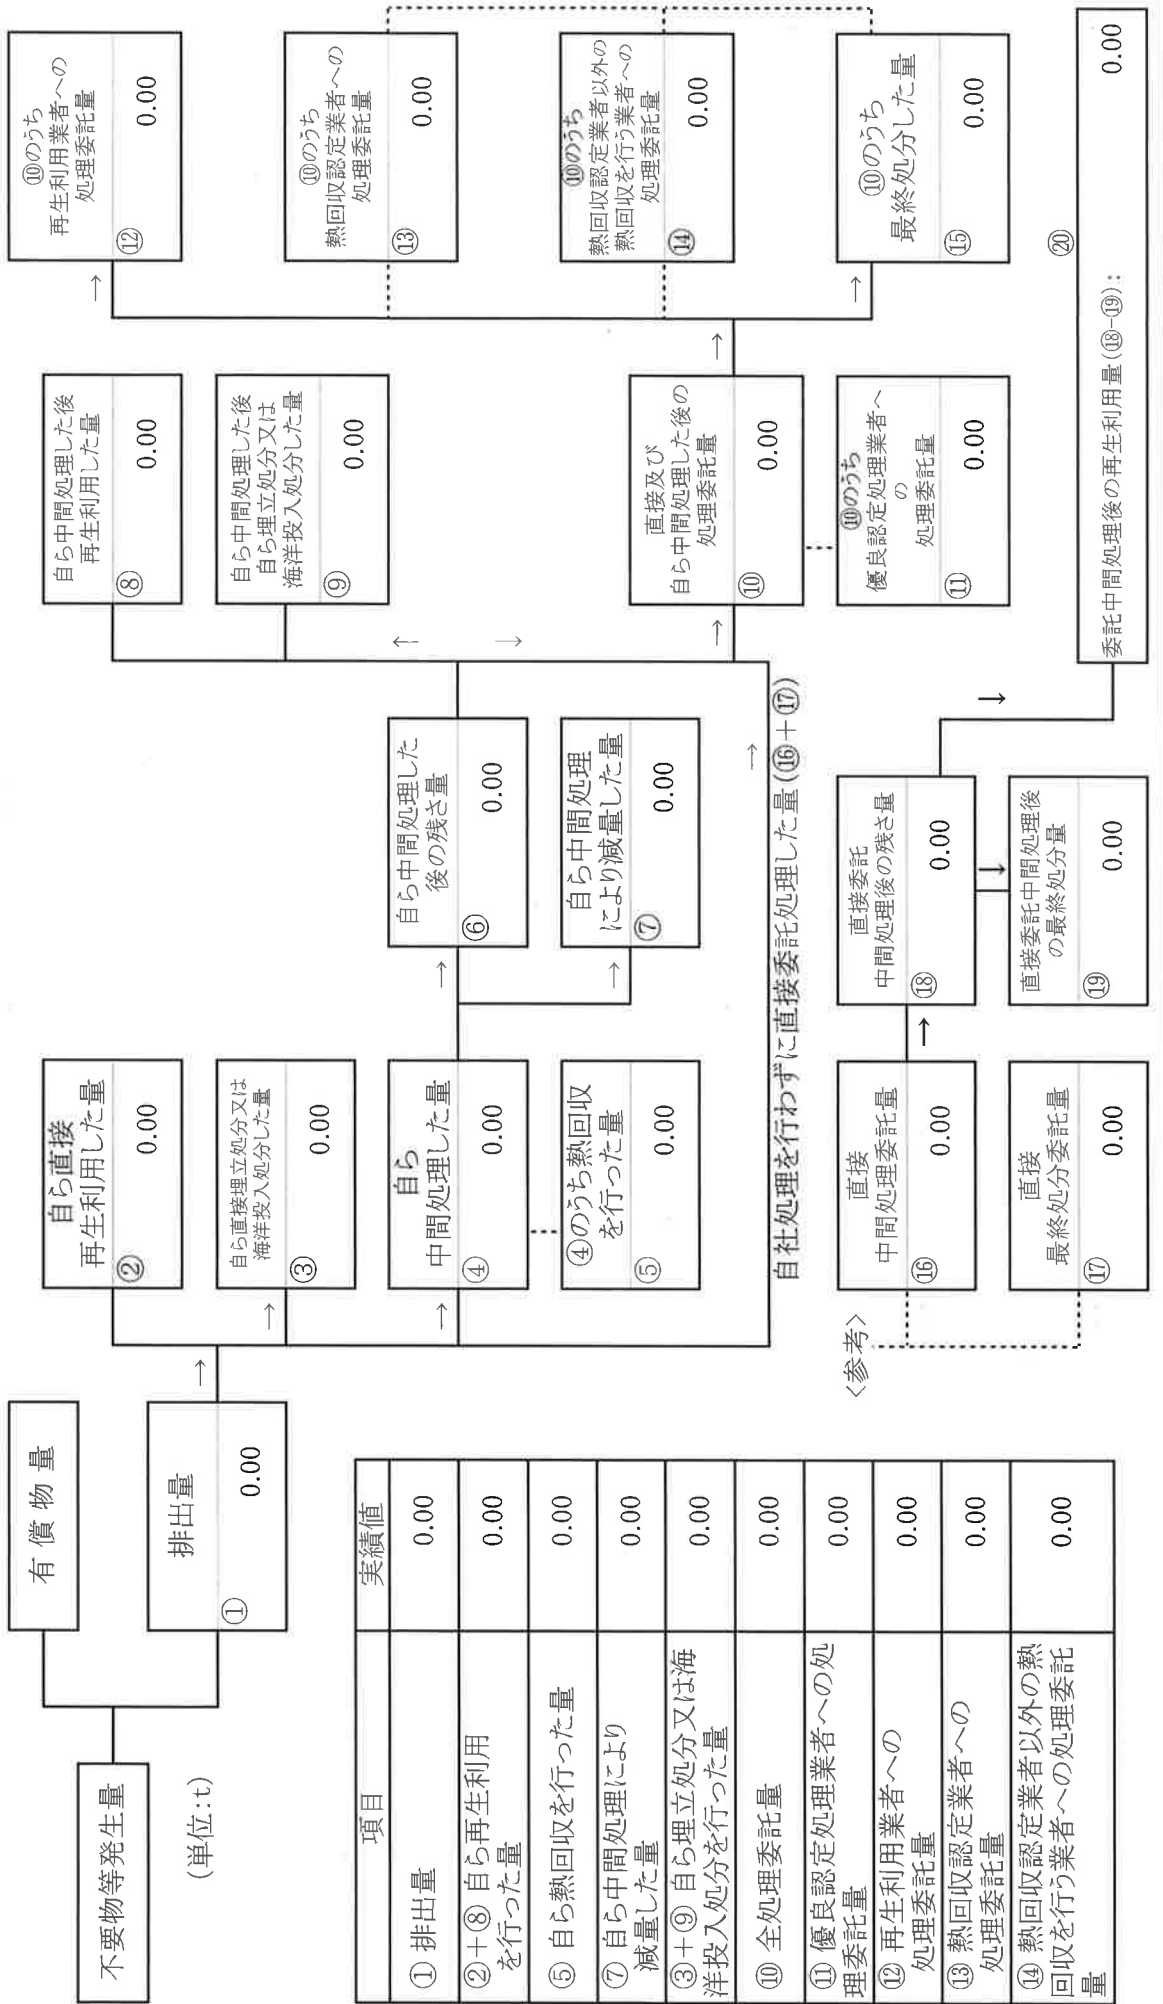 不要物等発生量
(単位:t)
有 償 物 量
排出量
① 0.00
自ら直接
再生利用した量
② 0.00
自ら直接埋立処分又は
海洋投入処分した量
③ 0.00
自ら
中間処理した量
④ 0.00
④のうち熱回収
を行った量
⑤ 0.00
自ら中間処理した
後の残さ量
⑥ 0.00
自ら中間処理
により減量した量
⑦ 0.00
自ら中間処理した後
再生利用した量
⑧ 0.00
自ら中間処理した後
自ら埋立処分又は
海洋投入処分した量
⑨ 0.00
直接及び
自ら中間処理した後の
処理委託量
⑩ 0.00
⑩のうち
優良認定処理業者へ
の
処理委託量
⑪ 0.00
⑩のうち
再生利用業者への
処理委託量
⑫ 0.00
⑩のうち
熱回収認定業者への
処理委託量
⑬ 0.00
⑩のうち
熱回収認定業者以外の
熱回収を行う業者への
処理委託量
⑭ 0.00
⑩のうち
最終処分した量
⑮ 0.00
自社処理を行わずに直接委託処理した量(⑯+⑰)
<参考>
直接
中間処理委託量
⑯ 0.00
直接
最終処分委託量
⑰ 0.00
直接委託
中間処理後の残さ量
⑱ 0.00
直接委託中間処理後
の最終処分量
⑲ 0.00
⑳
委託中間処理後の再生利用量(⑱-⑲): 0.00
項目 実績値
① 排出量 0.00
②+⑧ 自ら再生利用
を行った量 0.00
⑤ 自ら熱回収を行った量 0.00
⑦ 自ら中間処理により
減量した量 0.00
③+⑨ 自ら埋立処分又は海
洋投入処分を行った量 0.00
⑩ 全処理委託量 0.00
⑪ 優良認定処理業者への処
理委託量 0.00
⑫ 再生利用業者への
処理委託量 0.00
⑬ 熱回収認定業者への
処理委託量 0.00
⑭ 熱回収認定業者以外の熱
回収を行う業者への処理委託
量 0.00